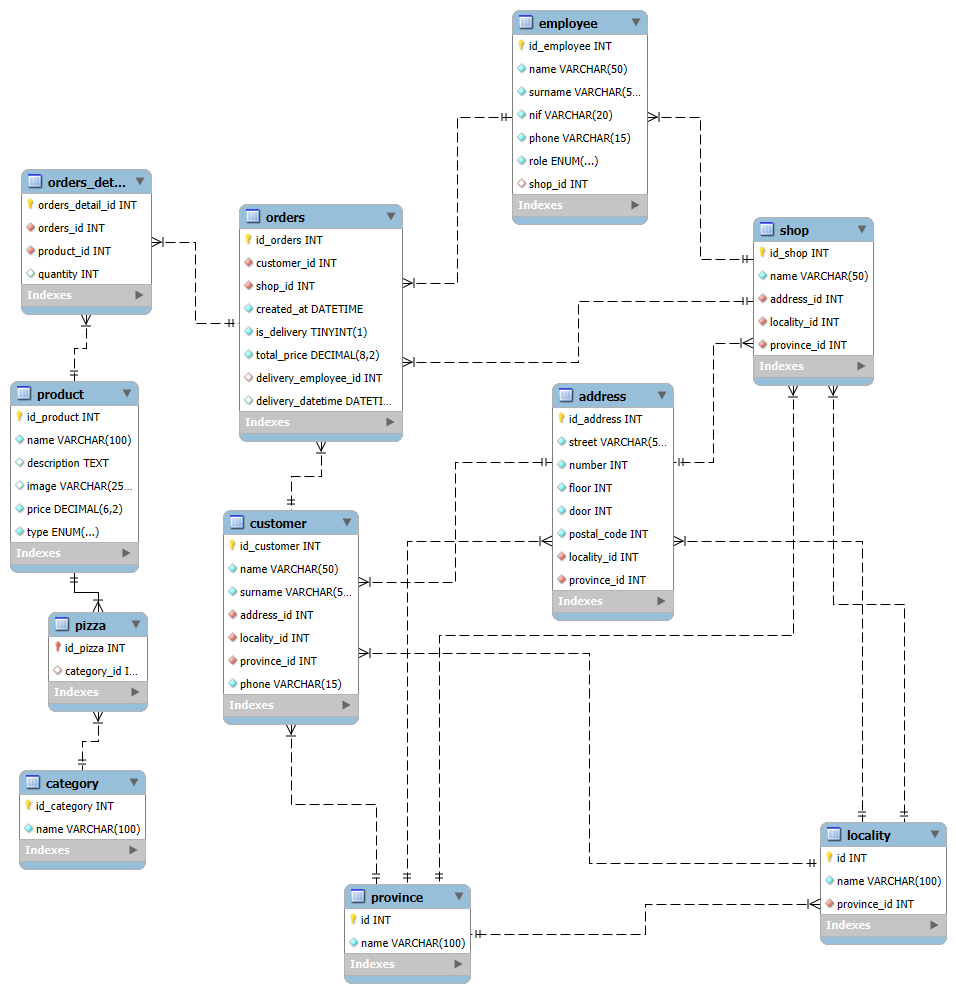 employee
id_employee INT
name VARCHAR(50)
surname VARCHAR(5...
nif VARCHAR(20)
phone VARCHAR(15)
role ENUM(...)
shop_id INT
Indexes
orders_det...
orders_detail_id INT
orders_id INT
product_id INT
quantity INT
Indexes
orders
id_orders INT
customer_id INT
shop_id INT
created_at DATETIME
is_delivery TINYINT(1)
total_price DECIMAL(8,2)
delivery_employee_id INT
delivery_datetime DATETI...
Indexes
shop
id_shop INT
name VARCHAR(50)
address_id INT
locality_id INT
province_id INT
Indexes
product
id_product INT
name VARCHAR(100)
description TEXT
image VARCHAR(25...
price DECIMAL(6,2)
type ENUM(...)
Indexes
address
id_address INT
street VARCHAR(5...
number INT
floor INT
door INT
postal_code INT
locality_id INT
province_id INT
Indexes
customer
id_customer INT
name VARCHAR(50)
surname VARCHAR(5...
address_id INT
locality_id INT
province_id INT
phone VARCHAR(15)
Indexes
pizza
id_pizza INT
category_id I...
Indexes
category
id_category INT
name VARCHAR(100)
Indexes
locality
id INT
name VARCHAR(100)
province_id INT
Indexes
province
id INT
name VARCHAR(100)
Indexes